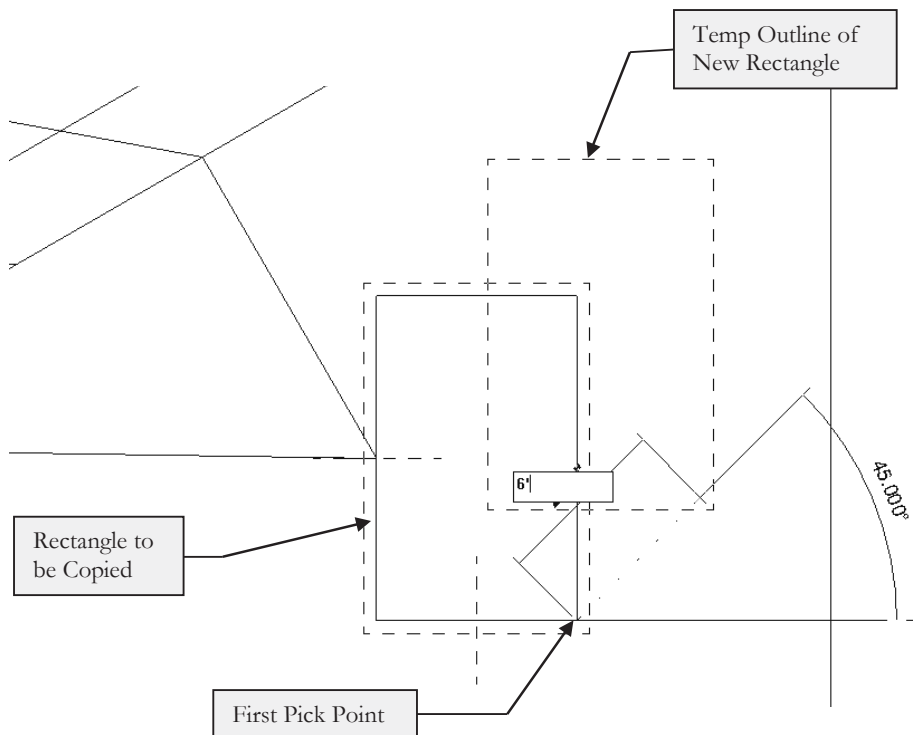 Temp Outline of
New Rectangle
6'
45.000°
Rectangle to
be Copied
First Pick Point